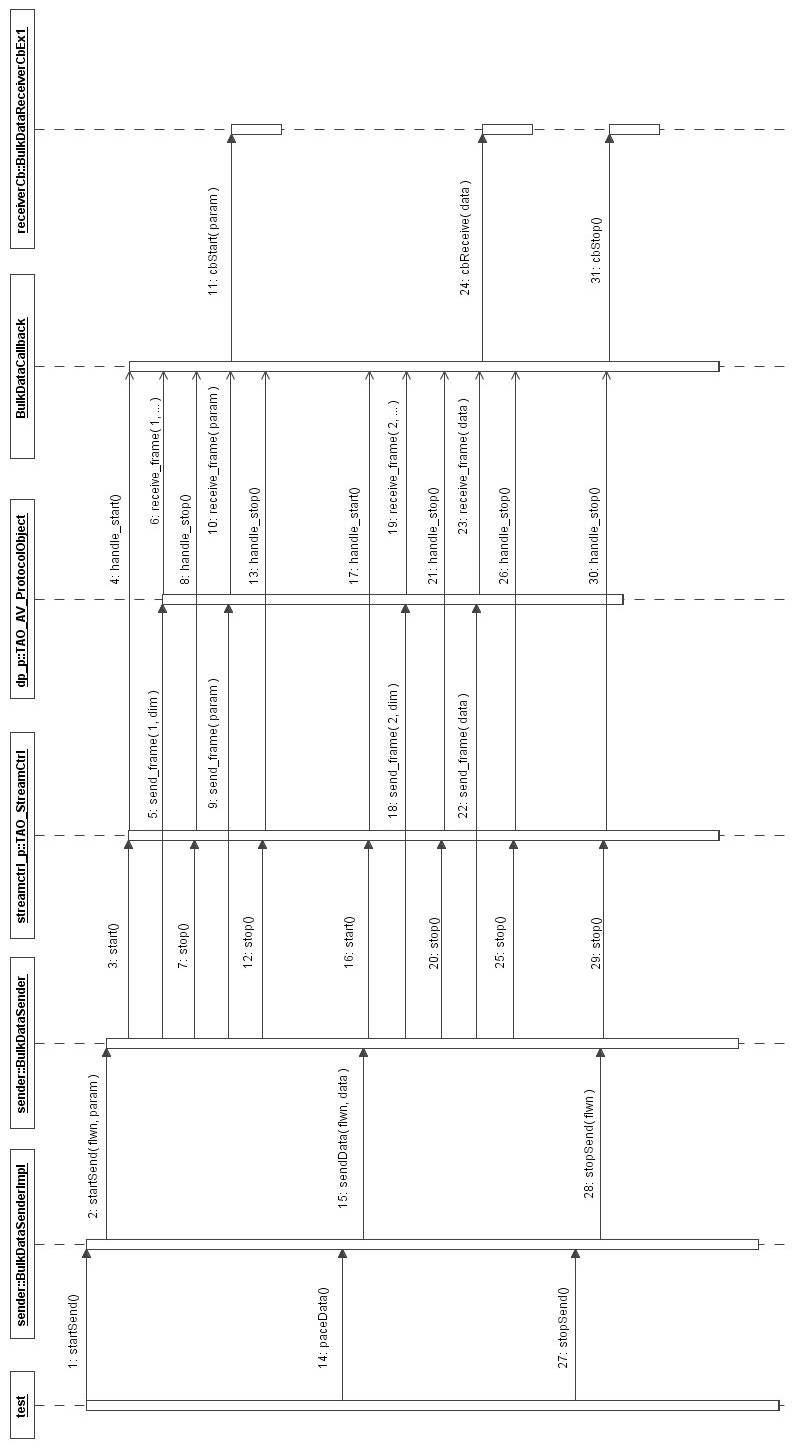 test
sender::BulkDataSenderImpl
sender::BulkDataSender
streamctrl_p::TAO_StreamCtrl
dp_p::TAO_AV_ProtocolObject
BulkDataCallback
receiverCb::BulkDataReceiverCbEx1
1: startSend()
2: startSend( flwn, param )
3: start()
4: handle_start()
5: send_frame( 1, dim )
6: receive_frame( 1, ... )
7: stop()
8: handle_stop()
9: send_frame( param )
10: receive_frame( param )
11: cbStart( param )
12: stop()
13: handle_stop()
14: paceData()
15: sendData( flwn, data )
16: start()
17: handle_start()
18: send_frame( 2, dim )
19: receive_frame( 2, ... )
20: stop()
21: handle_stop()
22: send_frame( data )
23: receive_frame( data )
24: cbReceive( data )
25: stop()
26: handle_stop()
27: stopSend()
28: stopSend( flwn )
29: stop()
30: handle_stop()
31: cbStop()